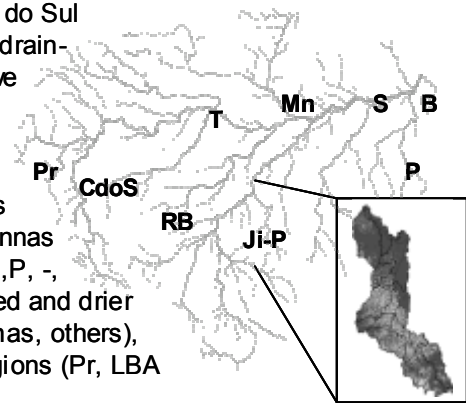 do Sul
drain-
ve
s
nnas
,P, -,
ed and drier
nas, others),
gions (Pr, LBA
Mn
S
B
T
Pr
CdoS
P
RB
Ji-P